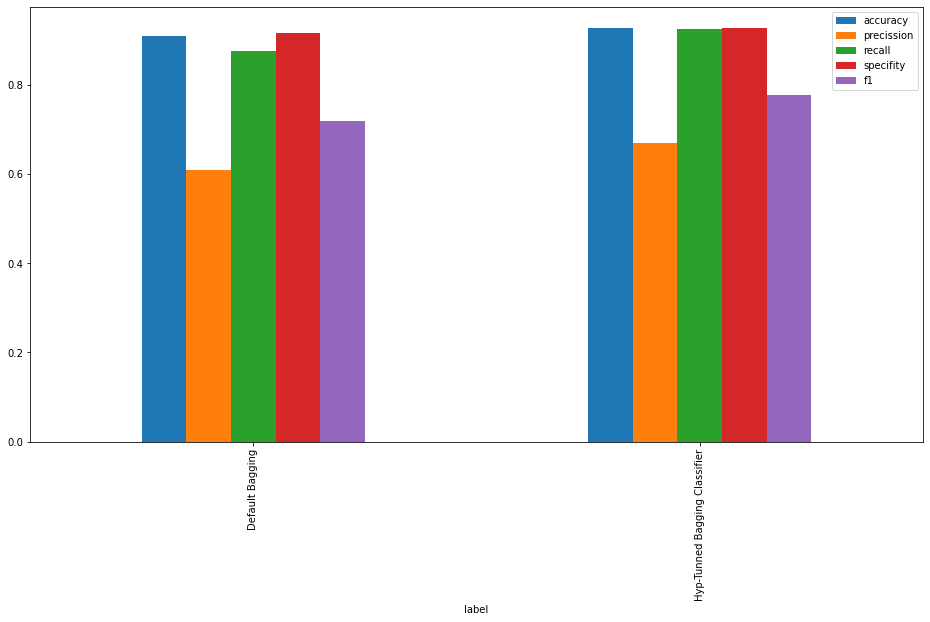 accuracy
precission
recall
specifity
f1
0.8
0.6
0.4
0.2
0.0
Default Bagging
Hyp-Tunned Bagging Classifier
label